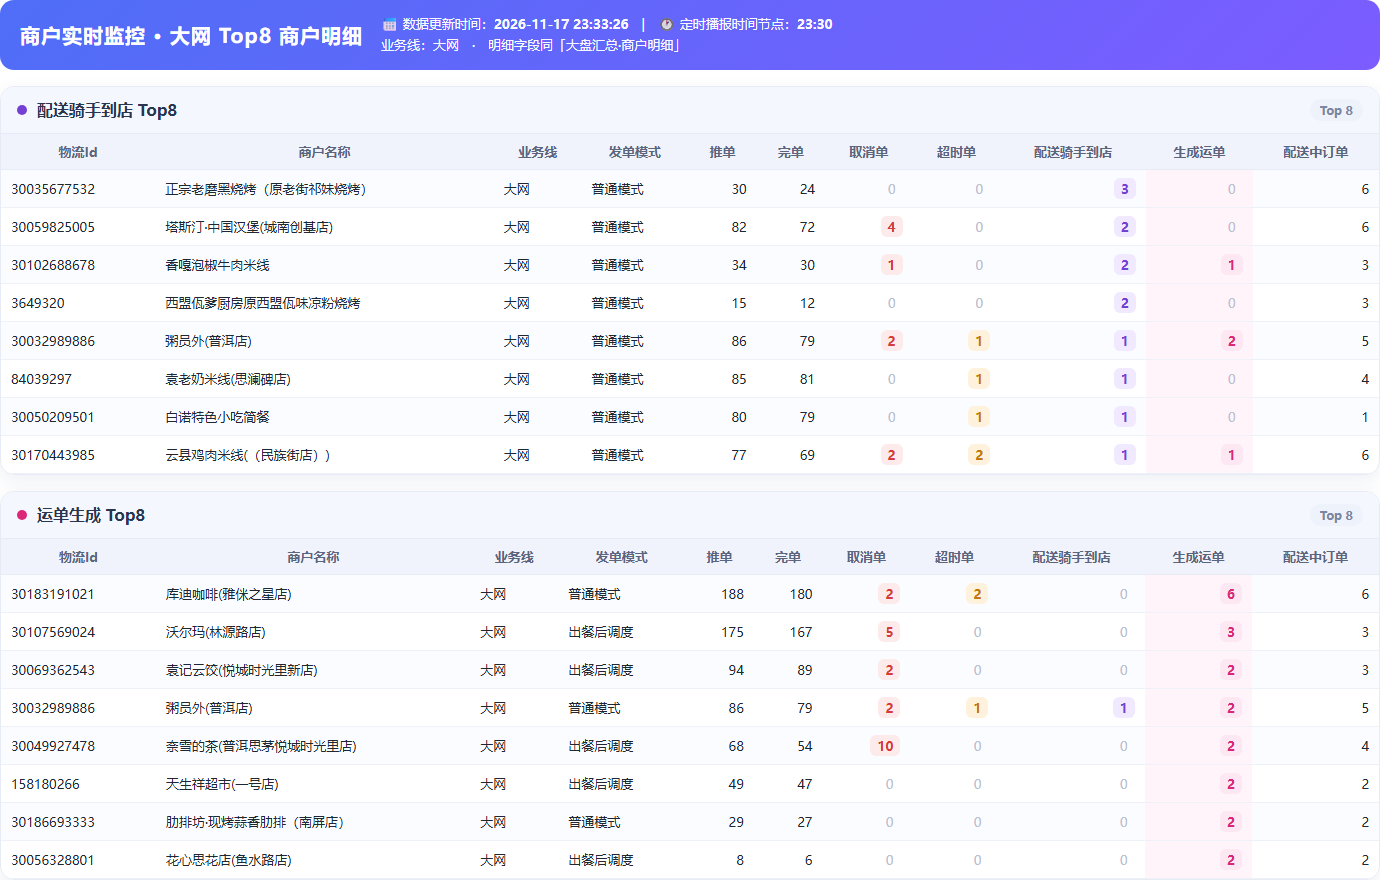 商户实时监控 • 大网 Top8 商户明细
数据更新时间：2026-11-17 23:33:26 | 定时播报时间节点：23:30
业务线：大网 · 明细字段同「大盘汇总·商户明细」
配送骑手到店 Top8 Top 8
物流Id 商户名称 业务线 发单模式 推单 完单 取消单 超时单 配送骑手到店 生成运单 配送中订单
30035677532 正宗老磨黑烧烤（原老街祁妹烧烤） 大网 普通模式 30 24 0 0 3 0 6
30059825005 塔斯汀·中国汉堡(城南创基店) 大网 普通模式 82 72 4 0 2 0 6
30102688678 香嘎泡椒牛肉米线 大网 普通模式 34 30 1 0 2 1 3
3649320 西盟佤爹厨房原西盟佤味凉粉烧烤 大网 普通模式 15 12 0 0 2 0 3
30032989886 粥员外(普洱店) 大网 普通模式 86 79 2 1 1 2 5
84039297 袁老奶米线(思澜碑店) 大网 普通模式 85 81 0 1 1 0 4
30050209501 白诺特色小吃简餐 大网 普通模式 80 79 0 1 1 0 1
30170443985 云县鸡肉米线(（民族街店）) 大网 普通模式 77 69 2 2 1 1 6
运单生成 Top8 Top 8
物流Id 商户名称 业务线 发单模式 推单 完单 取消单 超时单 配送骑手到店 生成运单 配送中订单
30183191021 库迪咖啡(雅侎之星店) 大网 普通模式 188 180 2 2 0 6 6
30107569024 沃尔玛(林源路店) 大网 出餐后调度 175 167 5 0 0 3 3
30069362543 袁记云饺(悦城时光里新店) 大网 出餐后调度 94 89 2 0 0 2 3
30032989886 粥员外(普洱店) 大网 普通模式 86 79 2 1 1 2 5
30049927478 奈雪的茶(普洱思茅悦城时光里店) 大网 出餐后调度 68 54 10 0 0 2 4
158180266 天生祥超市(一号店) 大网 出餐后调度 49 47 0 0 0 2 2
30186693333 肋排坊·现烤蒜香肋排（南屏店） 大网 普通模式 29 27 0 0 0 2 2
30056328801 花心思花店(鱼水路店) 大网 出餐后调度 8 6 0 0 0 2 2